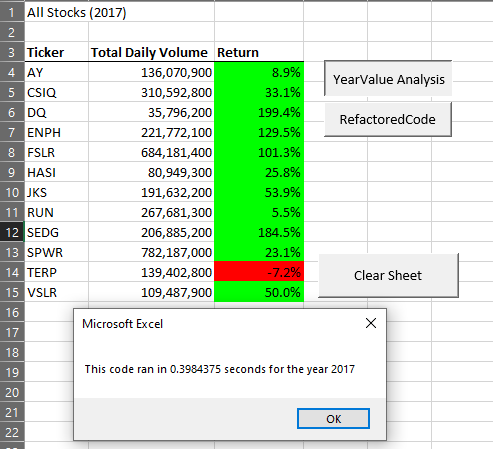 1 All Stocks (2017)
2
3 Ticker Total Daily Volume Return
4 AY 136,070,900 8.9%
YearValue Analysis
5 CSIQ 310,592,800 33.1%
6 DQ 35,796,200 199.4%
RefactoredCode
7 ENPH 221,772,100 129.5%
8 FSLR 684,181,400 101.3%
9 HASI 80,949,300 25.8%
10 JKS 191,632,200 53.9%
11 RUN 267,681,300 5.5%
12 SEDG 206,885,200 184.5%
13 SPWR 782,187,000 23.1%
14 TERP 139,402,800 -7.2%
Clear Sheet
15 VSLR 109,487,900 50.0%
16
17 Microsoft Excel
18
19 This code ran in 0.3984375 seconds for the year 2017
20
21 OK
22